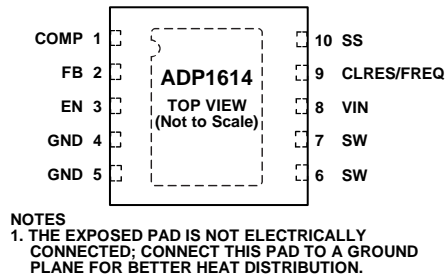 COMP 1
FB 2
EN 3
GND 4
GND 5
ADP1614
TOP VIEW
(Not to Scale)
10 SS
9 CLRES/FREQ
8 VIN
7 SW
6 SW
NOTES
1. THE EXPOSED PAD IS NOT ELECTRICALLY
CONNECTED; CONNECT THIS PAD TO A GROUND
PLANE FOR BETTER HEAT DISTRIBUTION.